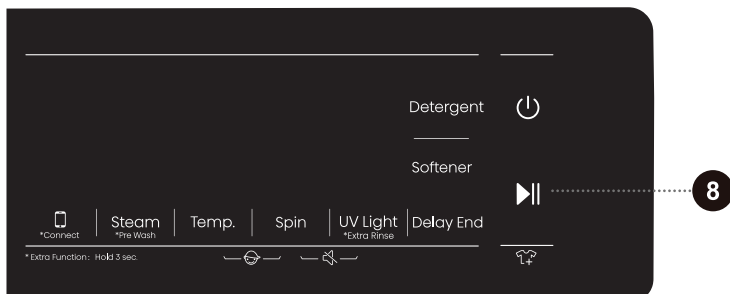 Detergent
Softener
8
Steam
Temp.
Spin
UV Light
Delay End
*Connect
*Pre Wash
*Extra Rinse
* Extra Function: Hold 3 sec.